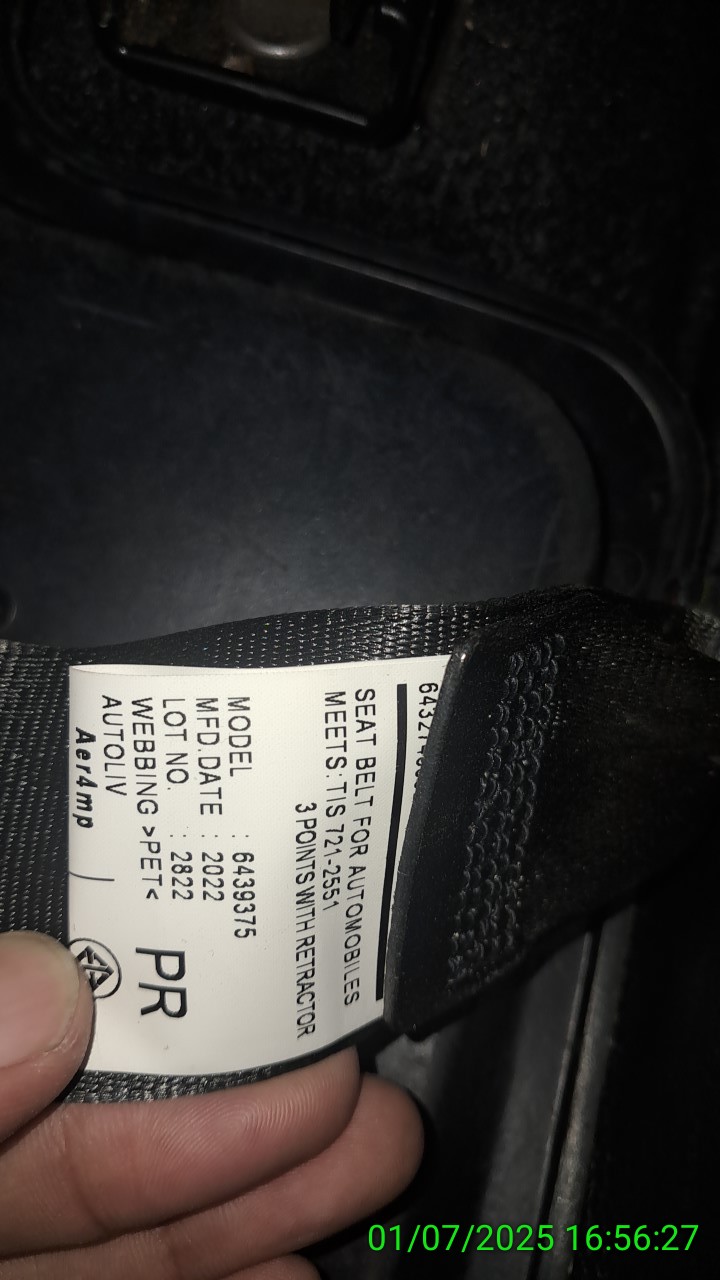 SEAT BELT FOR AUTOMOBILES
MEETS: TIS 721-2551
3 POINTS WITH RETRACTOR
MODEL : 6439375
MFD.DATE : 2022
LOT NO. : 2822
WEBBING >PET<
AUTOLIV
PR
Aer4mp
01/07/2025 16:56:27